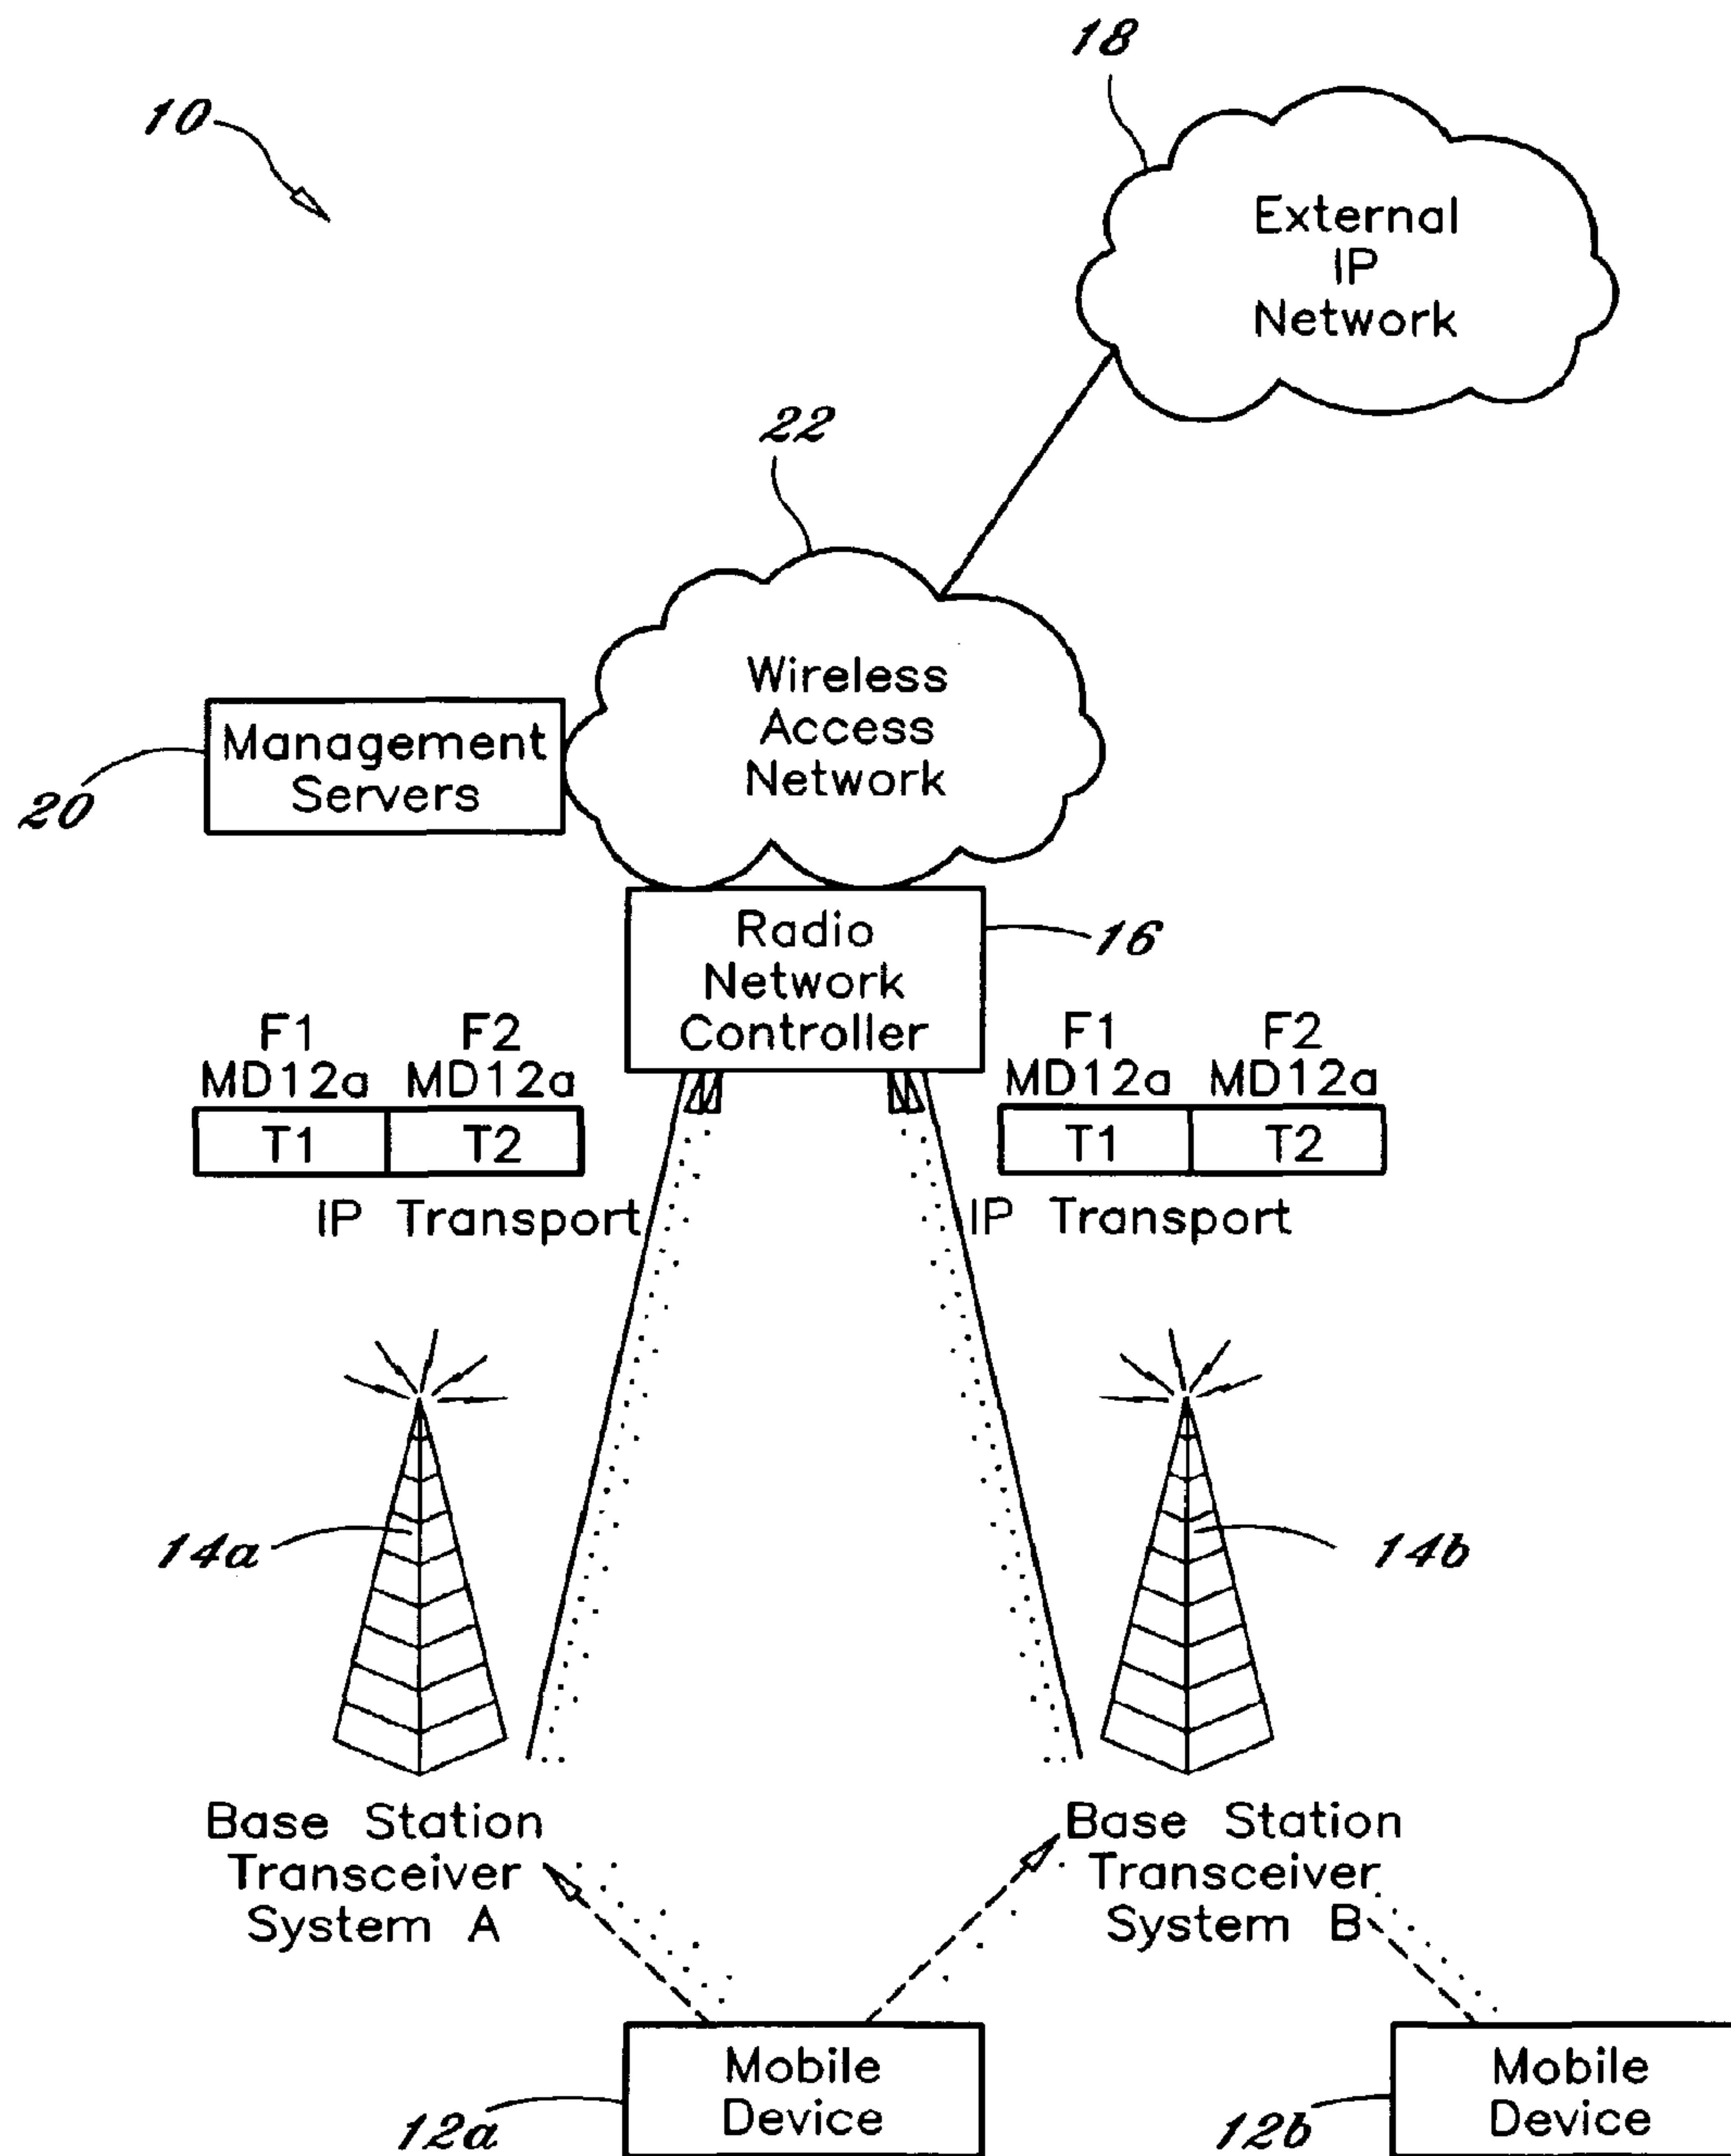 18
10
External
IP
Network
22
Wireless
Access
Network
Management
Servers
20
Radio
Network
Controller
16
F1 F2
MD12a MD12a
T1 T2
IP Transport
F1 F2
MD12a MD12a
T1 T2
IP Transport
14a
14b
Base Station
Transceiver
System A
Base Station
Transceiver
System B
Mobile
Device
12a
Mobile
Device
12b